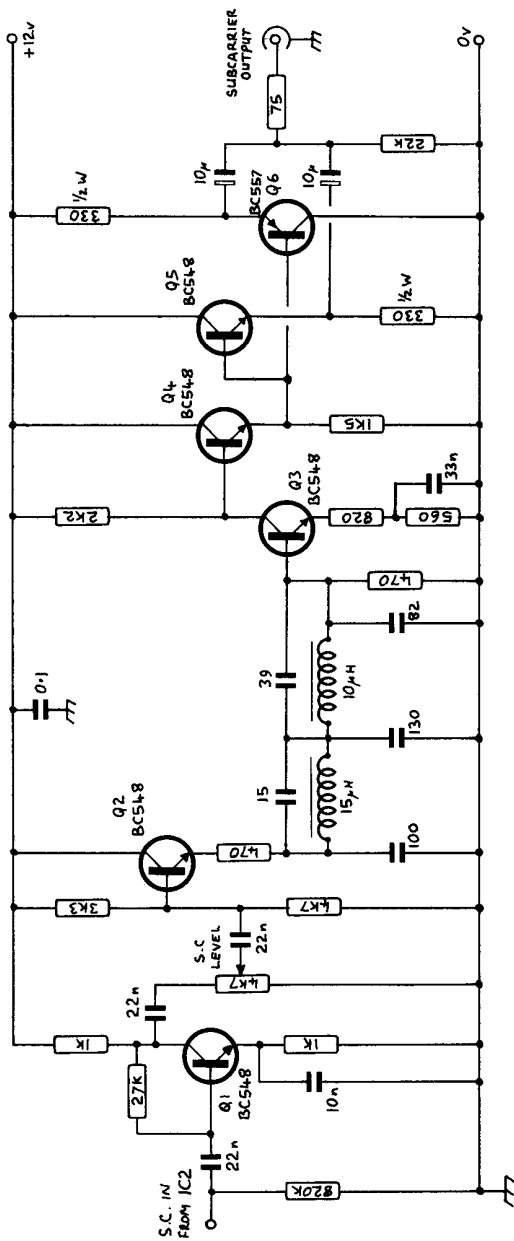 S.C. IN
FROM IC2
22n
820K
27K
1K
Q1
BC548
10n
1K
22n
4K7
S.C
LEVEL
22n
3K3
4K7
Q2
BC548
470
100
15
15µH
0.1
130
39
10µH
82
470
2K2
Q3
BC548
820
560
33n
Q4
BC548
1K5
Q5
BC548
330
½W
330
½W
BC557
Q6
10µ
10µ
22K
75
SUBCARRIER
OUTPUT
+12v
0v